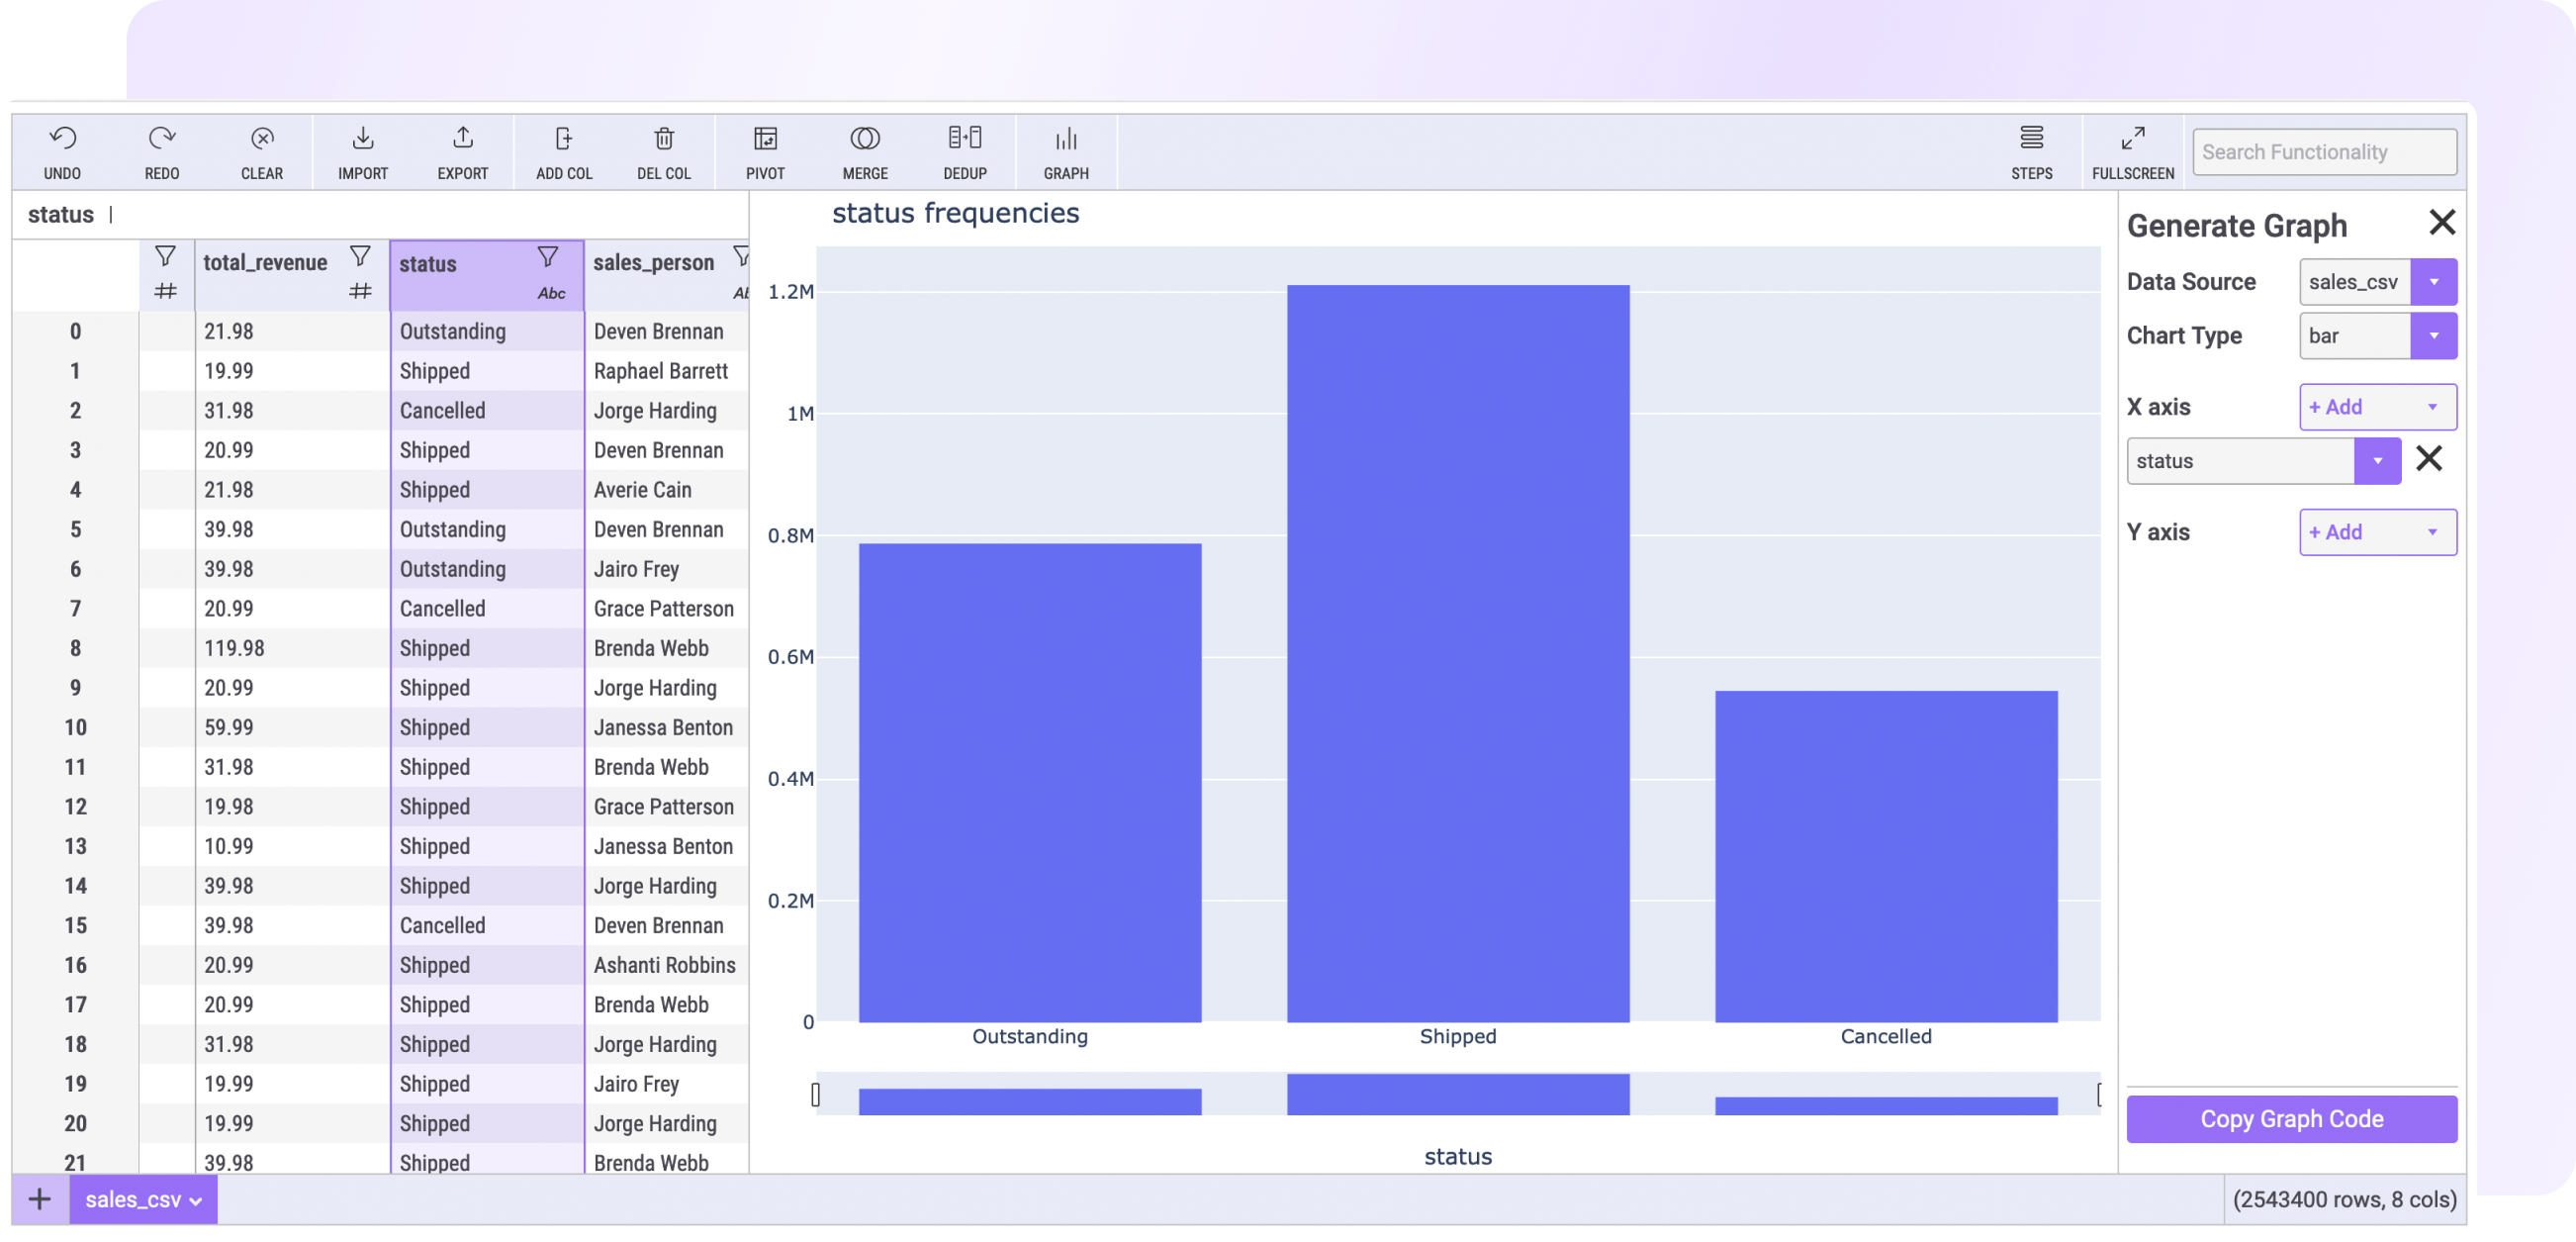 UNDO REDO CLEAR IMPORT EXPORT ADD COL DEL COL PIVOT MERGE DEDUP GRAPH STEPS FULLSCREEN Search Functionality
status
total_revenue status sales_person
# # Abc
0 21.98 Outstanding Deven Brennan
1 19.99 Shipped Raphael Barrett
2 31.98 Cancelled Jorge Harding
3 20.99 Shipped Deven Brennan
4 21.98 Shipped Averie Cain
5 39.98 Outstanding Deven Brennan
6 39.98 Outstanding Jairo Frey
7 20.99 Cancelled Grace Patterson
8 119.98 Shipped Brenda Webb
9 20.99 Shipped Jorge Harding
10 59.99 Shipped Janessa Benton
11 31.98 Shipped Brenda Webb
12 19.98 Shipped Grace Patterson
13 10.99 Shipped Janessa Benton
14 39.98 Shipped Jorge Harding
15 39.98 Cancelled Deven Brennan
16 20.99 Shipped Ashanti Robbins
17 20.99 Shipped Brenda Webb
18 31.98 Shipped Jorge Harding
19 19.99 Shipped Jairo Frey
20 19.99 Shipped Jorge Harding
21 39.98 Shipped Brenda Webb
status frequencies
1.2M
1M
0.8M
0.6M
0.4M
0.2M
0
Outstanding Shipped Cancelled
status
Generate Graph
Data Source sales_csv
Chart Type bar
X axis + Add
status
Y axis + Add
Copy Graph Code
+ sales_csv
(2543400 rows, 8 cols)